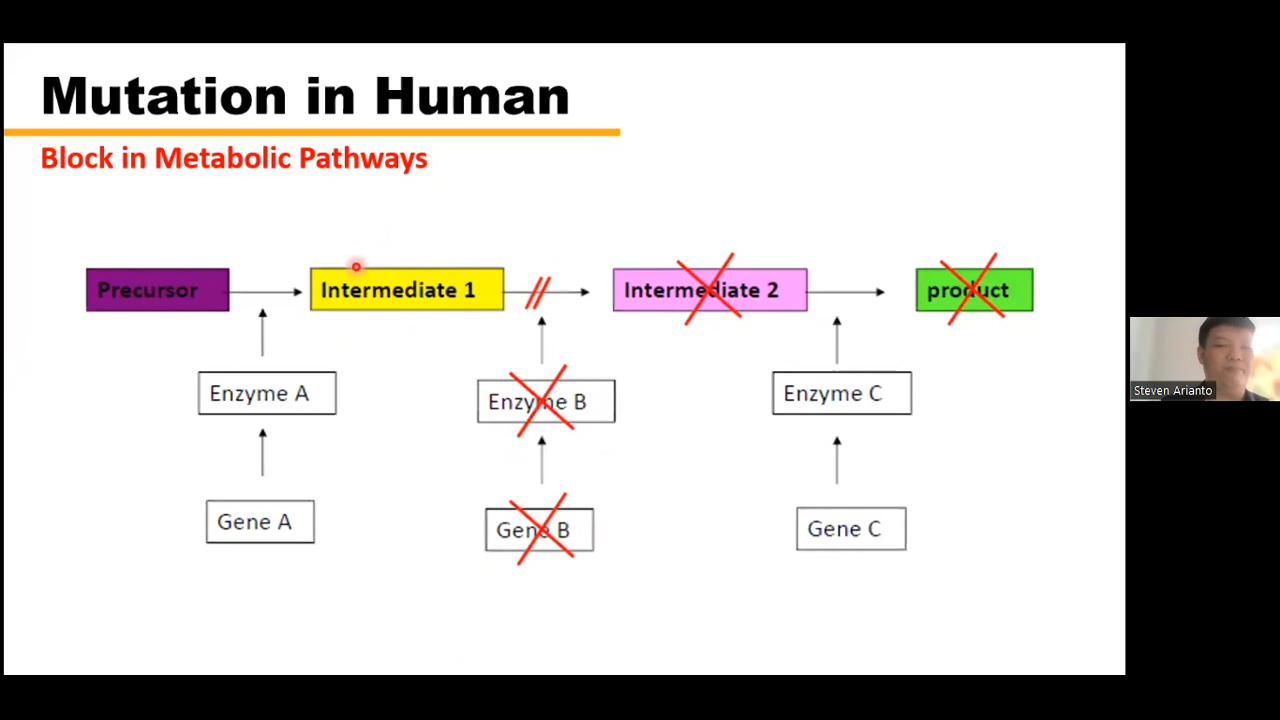 Mutation in Human
Block in Metabolic Pathways
Precursor
Intermediate 1
Intermediate 2
product
Enzyme A
Enzyme B
Enzyme C
Gene A
Gene B
Gene C
Steven Arianto